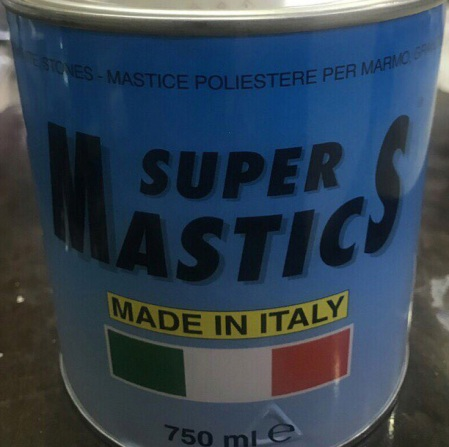 STONES - MASTICE POLIESTERE PER MARMO,
SUPER
MASTICS
MADE IN ITALY
750 ml e